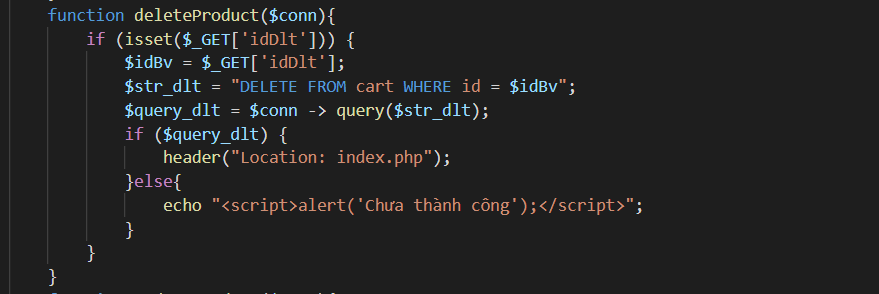 function deleteProduct($conn){
if (isset($_GET['idDlt'])) {
$idBv = $_GET['idDlt'];
$str_dlt = "DELETE FROM cart WHERE id = $idBv";
$query_dlt = $conn -> query($str_dlt);
if ($query_dlt) {
header("Location: index.php");
}else{
echo "<script>alert('Chưa thành công');</script>";
}
}
}